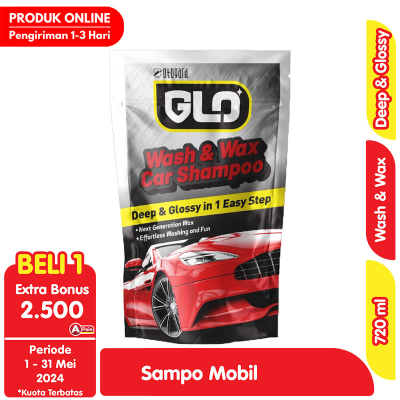 PRODUK ONLINE
Pengiriman 1-3 Hari
Otogard
GLO
Wash & Wax
Car Shampoo
Deep & Glossy in 1 Easy Step
• Next Generation Wax
• Effortless Washing and Fun
BELI 1
Extra Bonus
2.500
A Poin
Periode
1 - 31 Mei
2024
*Kuota Terbatas
Sampo Mobil
Deep & Glossy
Wash & Wax
720 ml